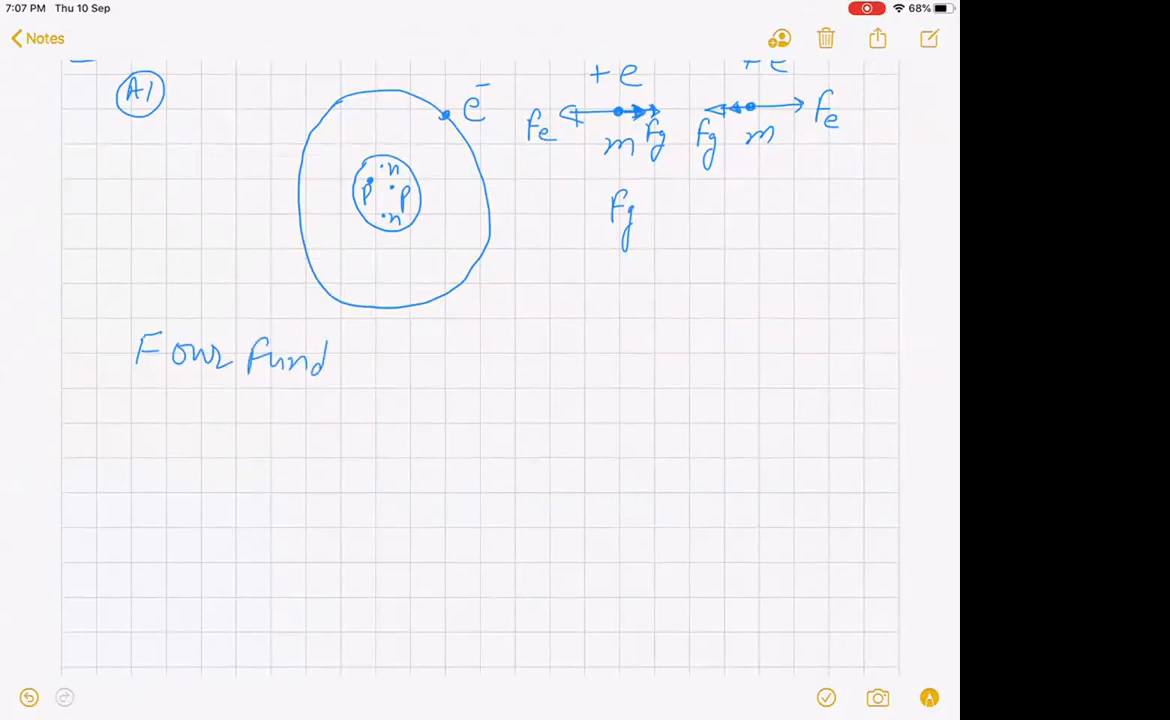 7:07 PM Thu 10 Sep
68%
Notes
A1
e-
+e
+e
Fe
Fe
m Fg
Fg m
n
p p
n
Fg
Four Fund